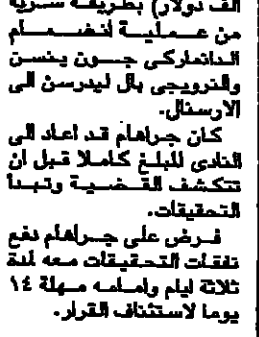 الف دولار) بطريقة سرية
من عملية انضمام
الدانماركي جون ينسن
والنرويجي بال ليدرسن الى
الارسنال.
كان جراهام قد اعاد الى
النادي المبلغ كاملا قبل ان
تتكشف القضية وتبدأ
التحقيقات.
فرض على جراهام دفع
نفقات التحقيقات معه لمدة
ثلاثة ايام وامامه مهلة ١٤
يوما لاستئناف القرار.